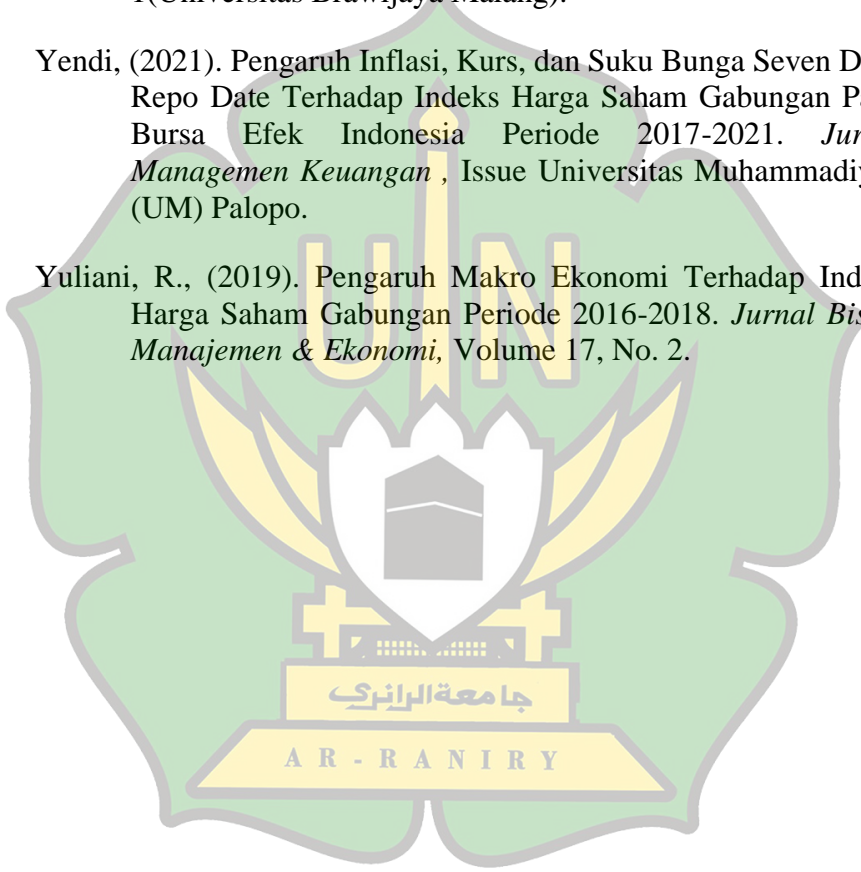 1(Universitas Brawijaya Malang).
Yendi, (2021). Pengaruh Inflasi, Kurs, dan Suku Bunga Seven D
Repo Date Terhadap Indeks Harga Saham Gabungan Pa
Bursa Efek Indonesia Periode 2017-2021. Jur
Managemen Keuangan , Issue Universitas Muhammadiy
(UM) Palopo.
Yuliani, R., (2019). Pengaruh Makro Ekonomi Terhadap Ind
Harga Saham Gabungan Periode 2016-2018. Jurnal Bis
Manajemen & Ekonomi, Volume 17, No. 2.
UIN
جامعة الرانري
AR-RANIRY